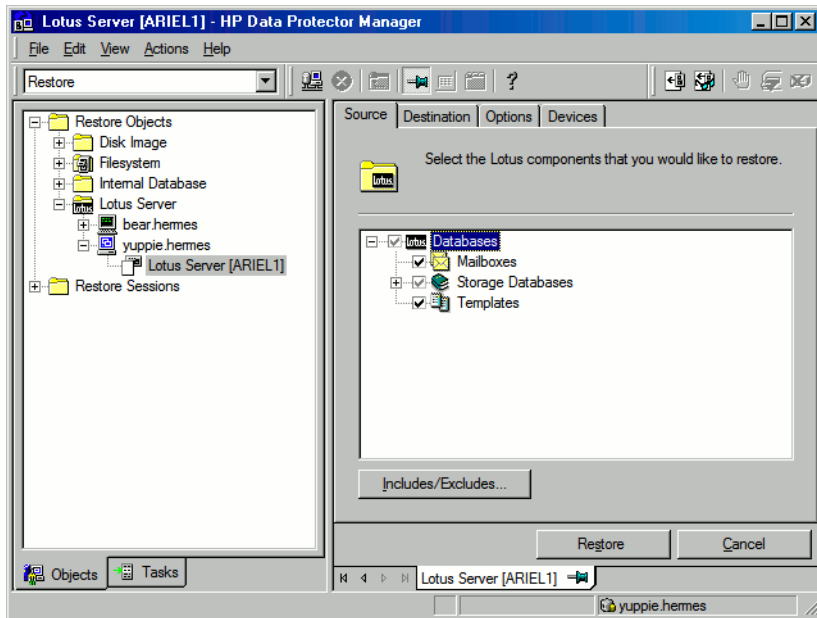 Lotus Server [ARIEL1] - HP Data Protector Manager
File Edit View Actions Help
Restore
Restore Objects
Disk Image
Filesystem
Internal Database
Lotus Server
bear.hermes
yuppie.hermes
Lotus Server [ARIEL1]
Restore Sessions
Objects Tasks
Source Destination Options Devices
Select the Lotus components that you would like to restore.
Lotus
Lotus Databases
Mailboxes
Storage Databases
Templates
Includes/Excludes...
Restore Cancel
Lotus Server [ARIEL1]
yuppie.hermes